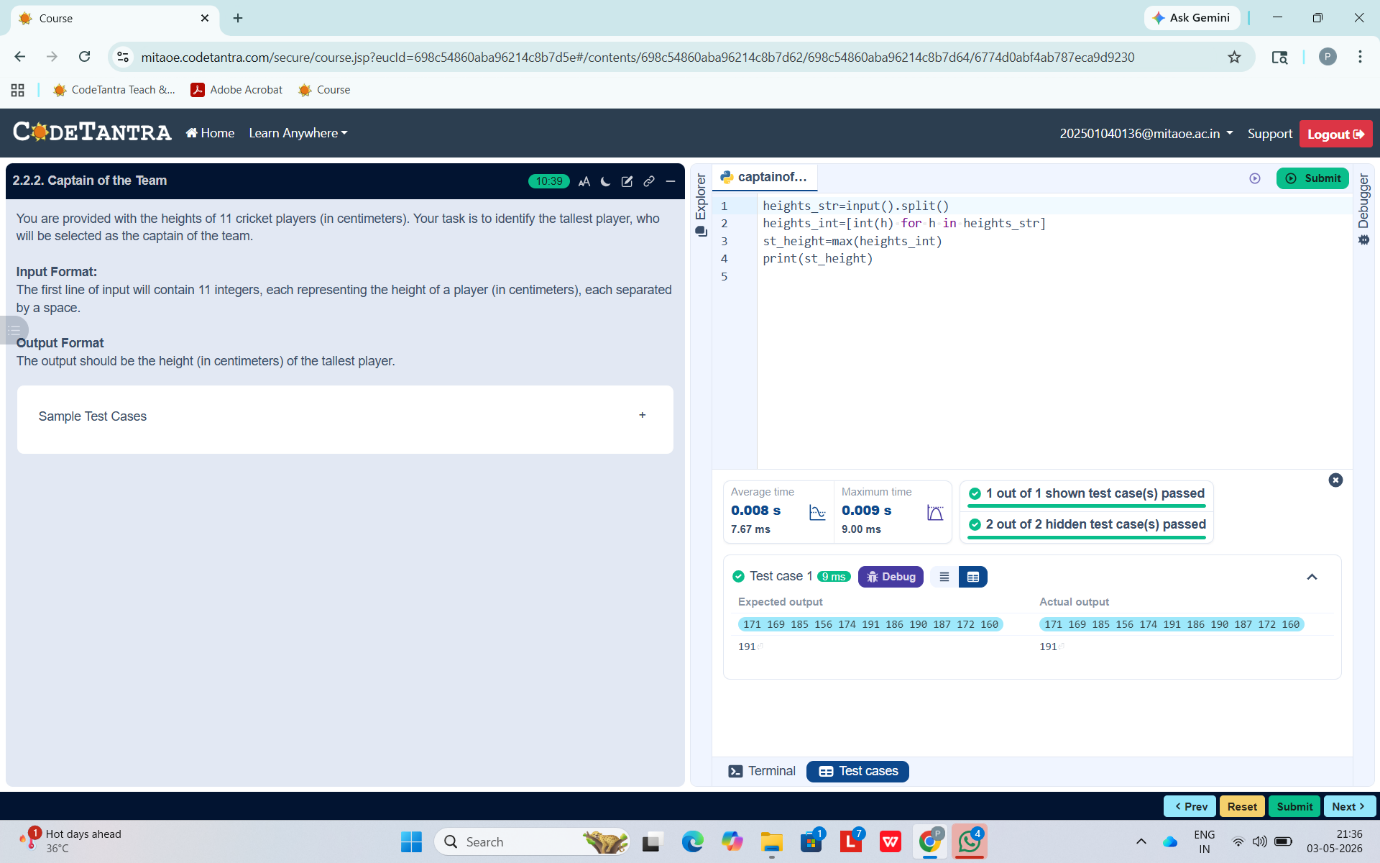 Course
Ask Gemini
mitaoe.codetantra.com/secure/course.jsp?eucId=698c54860aba96214c8b7d5e#/contents/698c54860aba96214c8b7d62/698c54860aba96214c8b7d64/6774d0abf4ab787eca9d9230
P
CodeTantra Teach &...
Adobe Acrobat
Course
CODETANTRA
Home
Learn Anywhere
202501040136@mitaoe.ac.in
Support
Logout
2.2.2. Captain of the Team
10:39
AA
You are provided with the heights of 11 cricket players (in centimeters). Your task is to identify the tallest player, who
will be selected as the captain of the team.
Input Format:
The first line of input will contain 11 integers, each representing the height of a player (in centimeters), each separated
by a space.
Output Format
The output should be the height (in centimeters) of the tallest player.
Sample Test Cases
+
Explorer
captainof...
Submit
Debugger
1 heights_str=input().split()
2 heights_int=[int(h) for h in heights_str]
3 st_height=max(heights_int)
4 print(st_height)
5
Average time
0.008 s
7.67 ms
Maximum time
0.009 s
9.00 ms
1 out of 1 shown test case(s) passed
2 out of 2 hidden test case(s) passed
Test case 1
9 ms
Debug
Expected output
Actual output
171 169 185 156 174 191 186 190 187 172 160
171 169 185 156 174 191 186 190 187 172 160
191
191
Terminal
Test cases
Prev
Reset
Submit
Next
1
Hot days ahead
36°C
Search
1
L
7
W
P
4
ENG
IN
21:36
03-05-2026